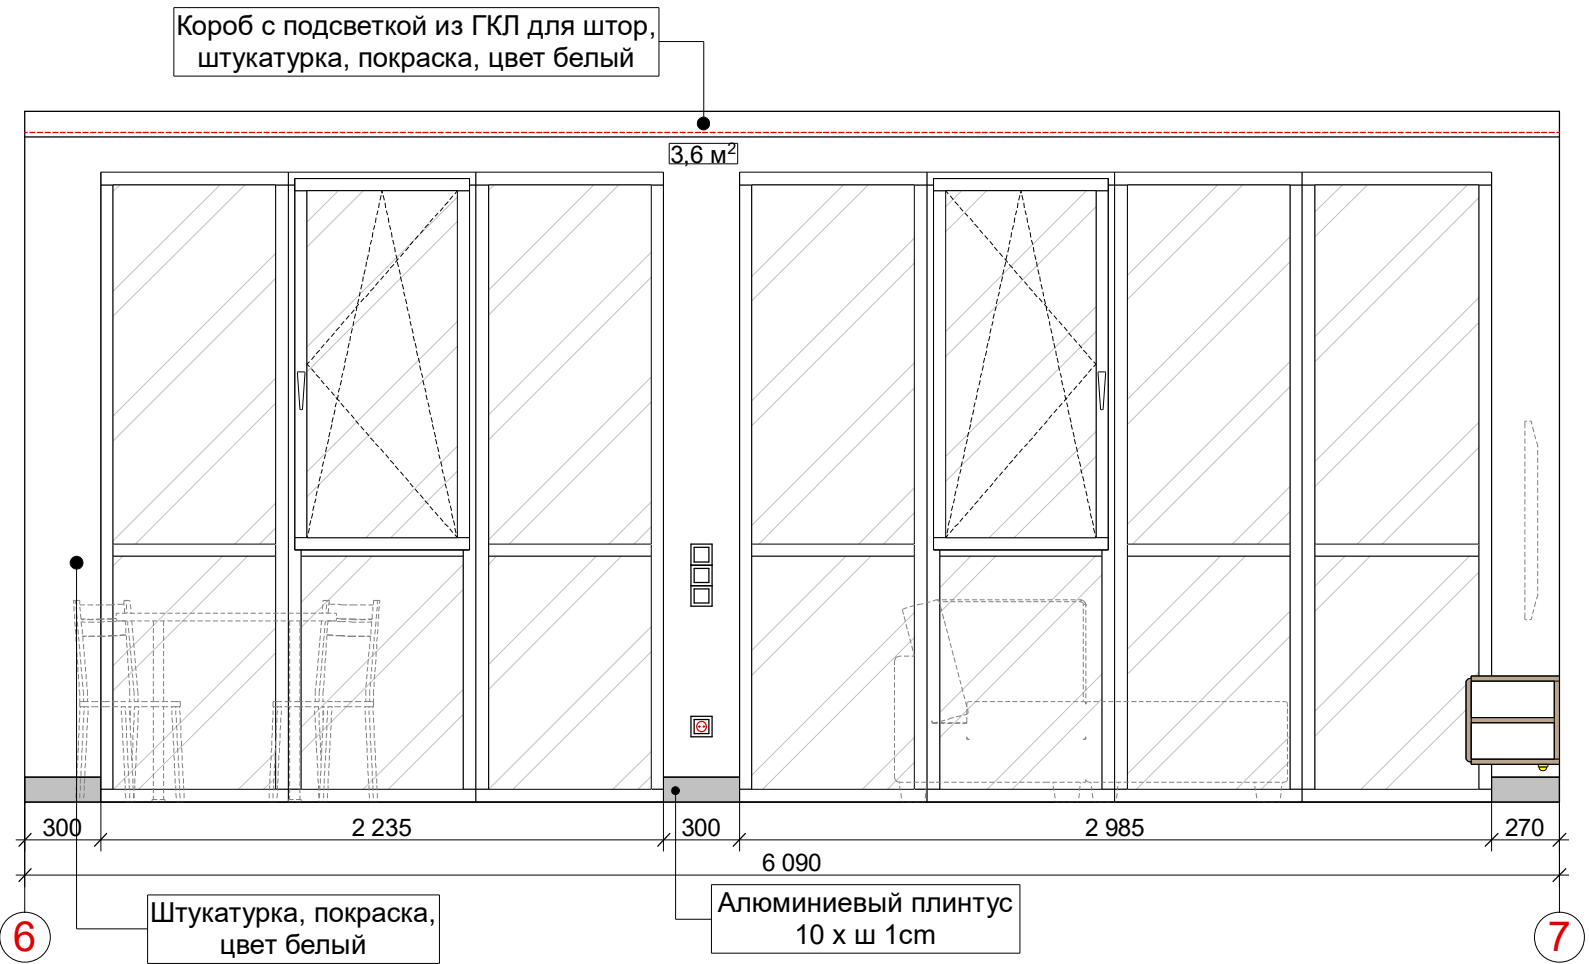 Короб с подсветкой из ГКЛ для штор,
штукатурка, покраска, цвет белый
3,6 м²
300
2 235
300
2 985
270
6 090
Штукатурка, покраска,
цвет белый
Алюминиевый плинтус
10 х ш 1cm
6
7